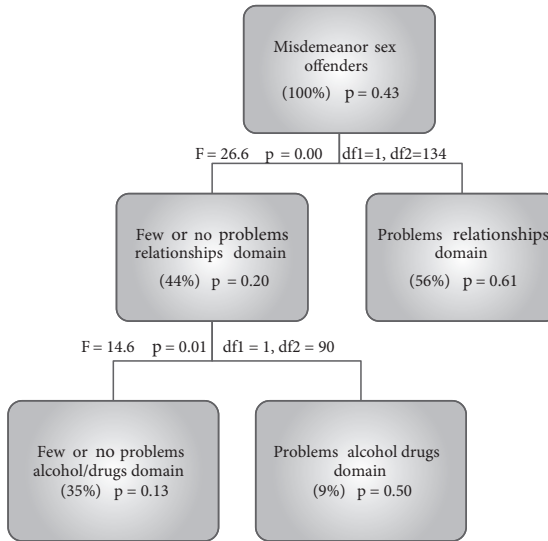 Misdemeanor sex
offenders
(100%) p = 0.43
F = 26.6 p = 0.00 df1=1, df2=134
Few or no problems
relationships domain
(44%) p = 0.20
Problems relationships
domain
(56%) p = 0.61
F = 14.6 p = 0.01 df1 = 1, df2 = 90
Few or no problems
alcohol/drugs domain
(35%) p = 0.13
Problems alcohol drugs
domain
(9%) p = 0.50